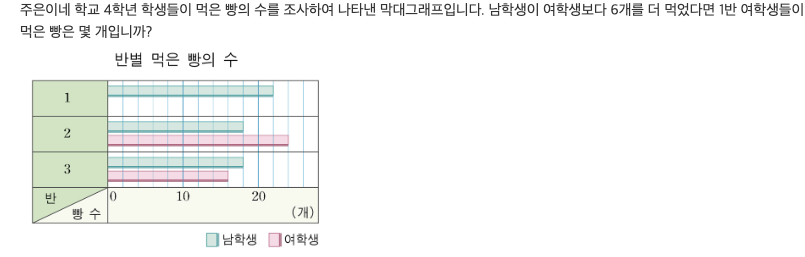 주은이네 학교 4학년 학생들이 먹은 빵의 수를 조사하여 나타낸 막대그래프입니다. 남학생이 여학생보다 6개를 더 먹었다면 1반 여학생들이
먹은 빵은 몇 개입니까?
반별 먹은 빵의 수
1
2
3
반
빵 수
0 10 20
(개)
남학생 여학생